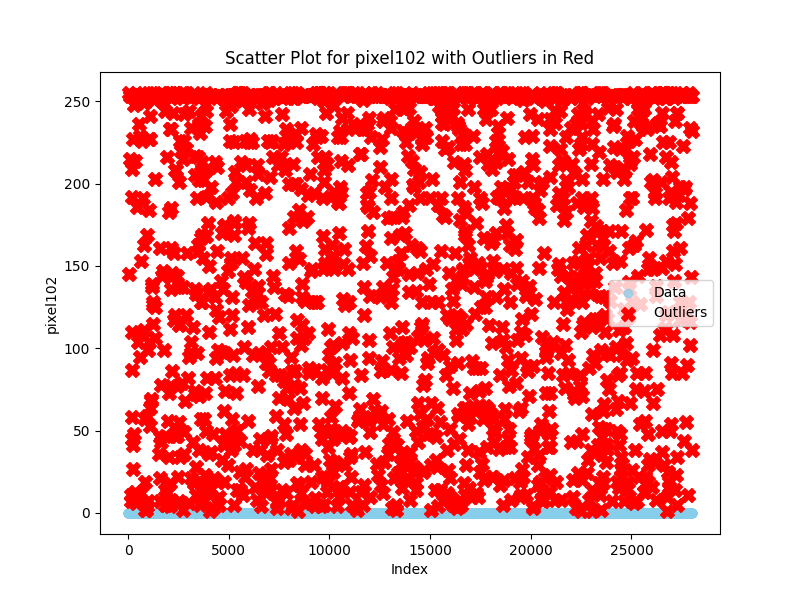 Scatter Plot for pixel102 with Outliers in Red
250
200
150
100
50
0
pixel102
Data
Outliers
0
5000
10000
15000
20000
25000
Index